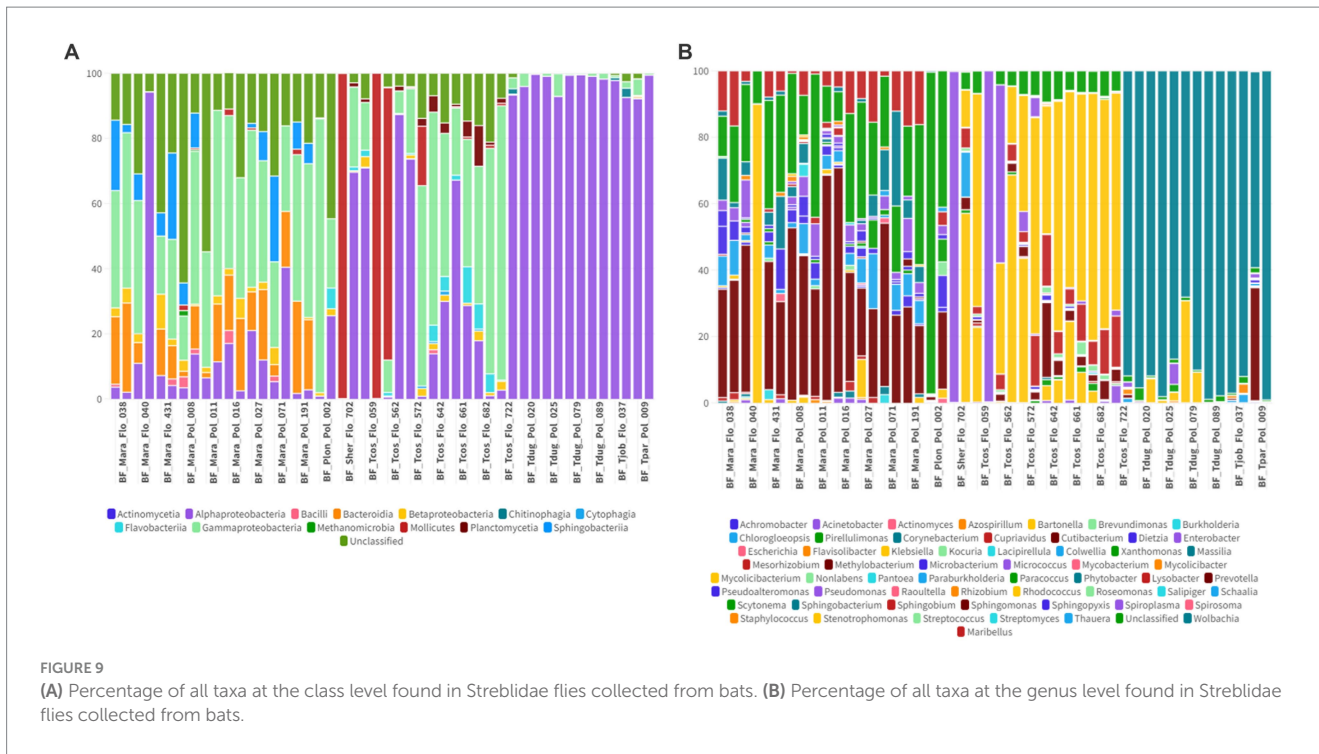 A
100
80
60
40
20
0
BF_Mara_Flo_038
BF_Mara_Flo_040
BF_Mara_Flo_431
BF_Mara_Pol_008
BF_Mara_Pol_011
BF_Mara_Pol_016
BF_Mara_Pol_027
BF_Mara_Pol_071
BF_Mara_Pol_191
BF_Plon_Pol_002
BF_Sher_Flo_702
BF_Tcos_Flo_059
BF_Tcos_Flo_562
BF_Tcos_Flo_572
BF_Tcos_Flo_642
BF_Tcos_Flo_661
BF_Tcos_Flo_682
BF_Tcos_Flo_722
BF_Tdug_Pol_020
BF_Tdug_Pol_025
BF_Tdug_Pol_079
BF_Tdug_Pol_089
BF_Tjob_Flo_037
BF_Tpar_Pol_009
Actinomycetia Alphaproteobacteria Bacilli Bacteroidia Betaproteobacteria Chitinophagia Cytophagia
Flavobacteriia Gammaproteobacteria Methanomicrobia Mollicutes Planctomycetia Sphingobacteriia
Unclassified
B
100
80
60
40
20
0
BF_Mara_Flo_038
BF_Mara_Flo_040
BF_Mara_Flo_431
BF_Mara_Pol_008
BF_Mara_Pol_011
BF_Mara_Pol_016
BF_Mara_Pol_027
BF_Mara_Pol_071
BF_Mara_Pol_191
BF_Plon_Pol_002
BF_Sher_Flo_702
BF_Tcos_Flo_059
BF_Tcos_Flo_562
BF_Tcos_Flo_572
BF_Tcos_Flo_642
BF_Tcos_Flo_661
BF_Tcos_Flo_682
BF_Tcos_Flo_722
BF_Tdug_Pol_020
BF_Tdug_Pol_025
BF_Tdug_Pol_079
BF_Tdug_Pol_089
BF_Tjob_Flo_037
BF_Tpar_Pol_009
Achromobacter Acinetobacter Actinomyces Azospirillum Bartonella Brevundimonas Burkholderia
Chlorogloeopsis Pirellulimonas Corynebacterium Cupriavidus Cutibacterium Dietzia Enterobacter
Escherichia Flavisolibacter Klebsiella Kocuria Lacipirellula Colwellia Xanthomonas Massilia
Mesorhizobium Methylobacterium Microbacterium Micrococcus Mycobacterium Mycolicibacter
Mycolicibacterium Nonlabens Pantoea Paraburkholderia Paracoccus Phytobacter Lysobacter Prevotella
Pseudoalteromonas Pseudomonas Raoultella Rhizobium Rhodococcus Roseomonas Salipiger Schaalia
Scytonema Sphingobacterium Sphingobium Sphingomonas Sphingopyxis Spiroplasma Spirosoma
Staphylococcus Stenotrophomonas Streptococcus Streptomyces Thauera Unclassified Wolbachia
Maribellus
FIGURE 9
(A) Percentage of all taxa at the class level found in Streblidae flies collected from bats. (B) Percentage of all taxa at the genus level found in Streblidae
flies collected from bats.